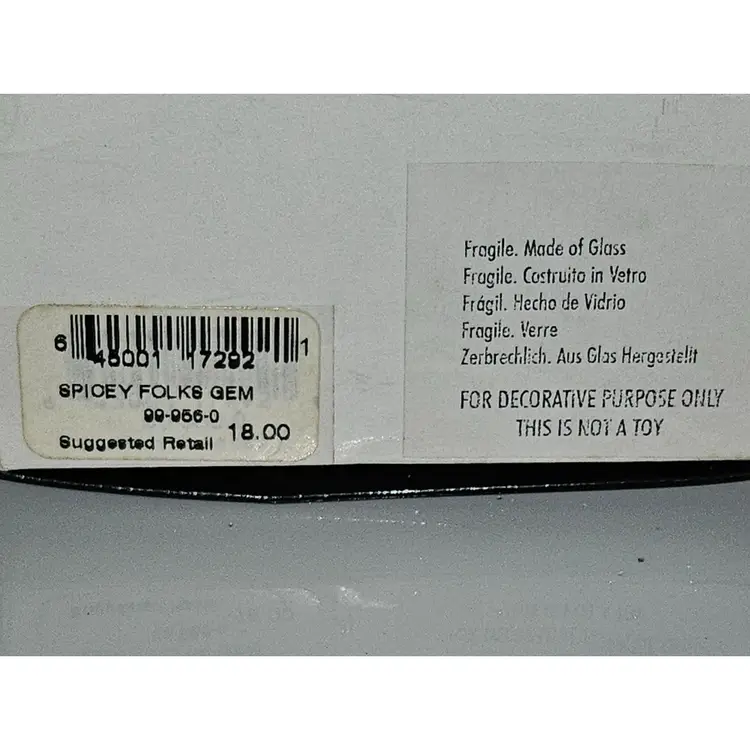 6 48001 17292 1
SPICEY FOLKS GEM
99-956-0
Suggested Retail 18.00
Fragile. Made of Glass
Fragile. Costruito in Vetro
Frágil. Hecho de Vidrio
Fragile. Verre
Zerbrechlich. Aus Glas Hergestellt
FOR DECORATIVE PURPOSE ONLY
THIS IS NOT A TOY